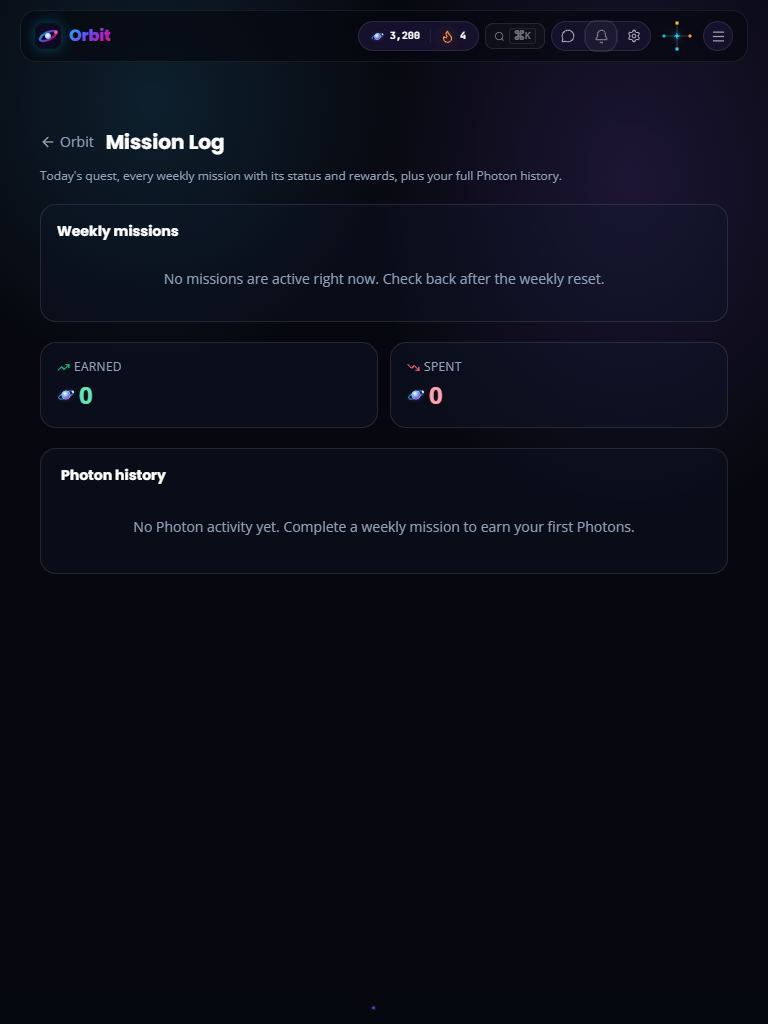 Orbit
3,200
4
⌘K
Orbit
Mission Log
Today's quest, every weekly mission with its status and rewards, plus your full Photon history.
Weekly missions
No missions are active right now. Check back after the weekly reset.
EARNED
0
SPENT
0
Photon history
No Photon activity yet. Complete a weekly mission to earn your first Photons.